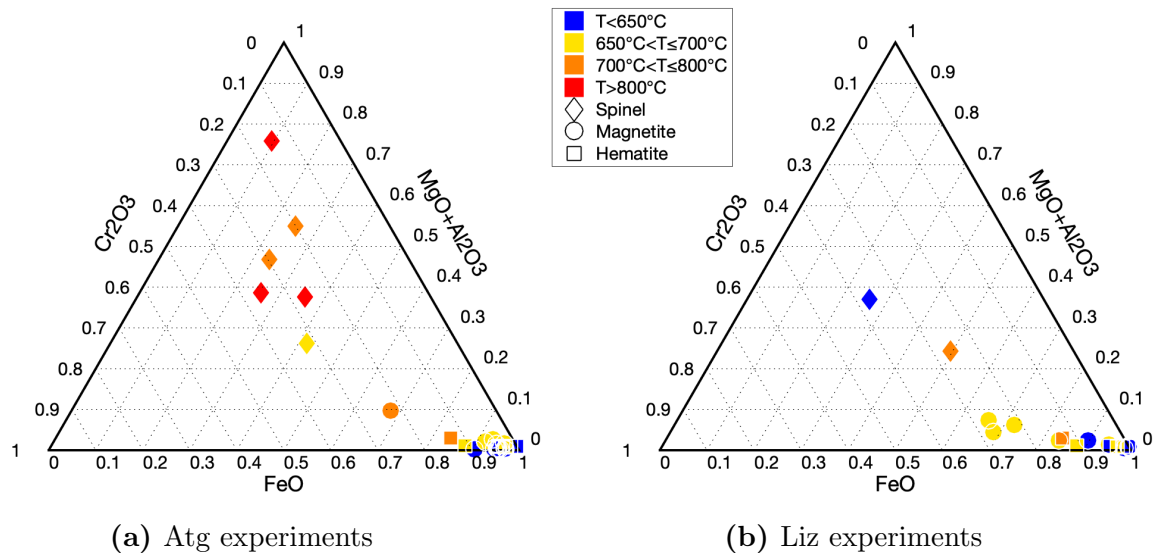 T<650°C
650°C<T≤700°C
700°C<T≤800°C
T>800°C
Spinel
Magnetite
Hematite
0
1
0.1
0.9
0.2
0.8
0.3
0.7
0.4
0.6
0.5
0.5
0.6
0.4
0.7
0.3
0.8
0.2
0.9
0.1
1
0
Cr2O3
MgO+Al2O3
0 0.1 0.2 0.3 0.4 0.5 0.6 0.7 0.8 0.9 1
FeO
(a) Atg experiments
0
1
0.1
0.9
0.2
0.8
0.3
0.7
0.4
0.6
0.5
0.5
0.6
0.4
0.7
0.3
0.8
0.2
0.9
0.1
1
0
Cr2O3
MgO+Al2O3
0 0.1 0.2 0.3 0.4 0.5 0.6 0.7 0.8 0.9 1
FeO
(b) Liz experiments